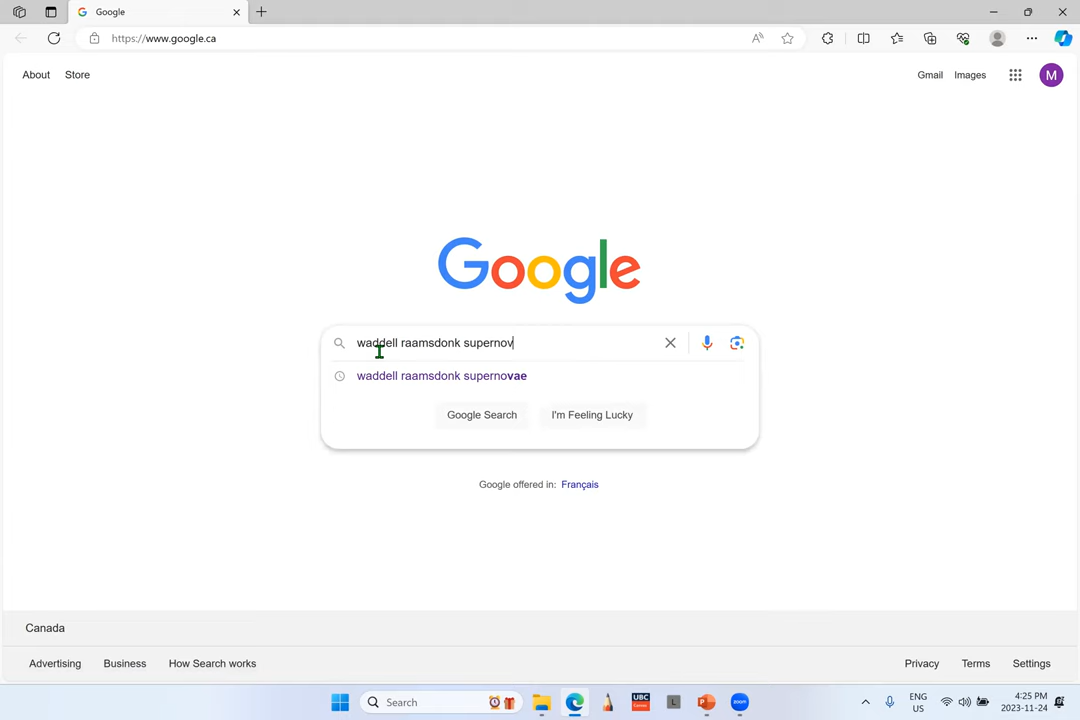 Google
https://www.google.ca
About Store
Gmail Images
M
Google
waddell raamsdonk supernov
waddell raamsdonk supernovae
Google Search I'm Feeling Lucky
Google offered in: Français
Canada
Advertising Business How Search works
Privacy Terms Settings
Search
UBC
L
P
zoom
ENG
US
4:25 PM
2023-11-24